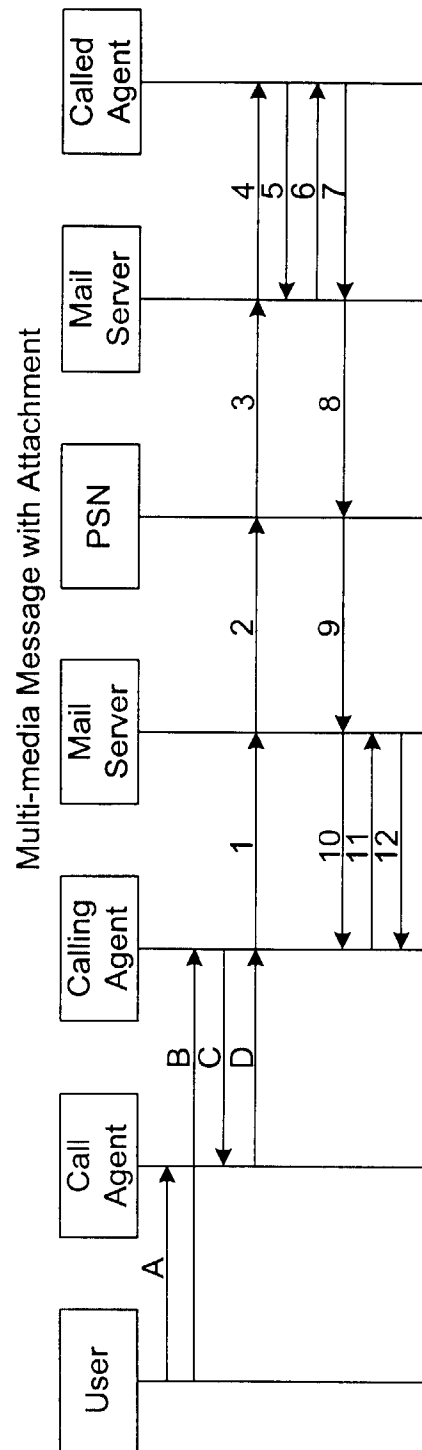 Multi-media Message with Attachment
User
Call
Agent
Calling
Agent
Mail
Server
PSN
Mail
Server
Called
Agent
A
B
C
D
1
2
3
4
5
6
7
8
9
10
11
12